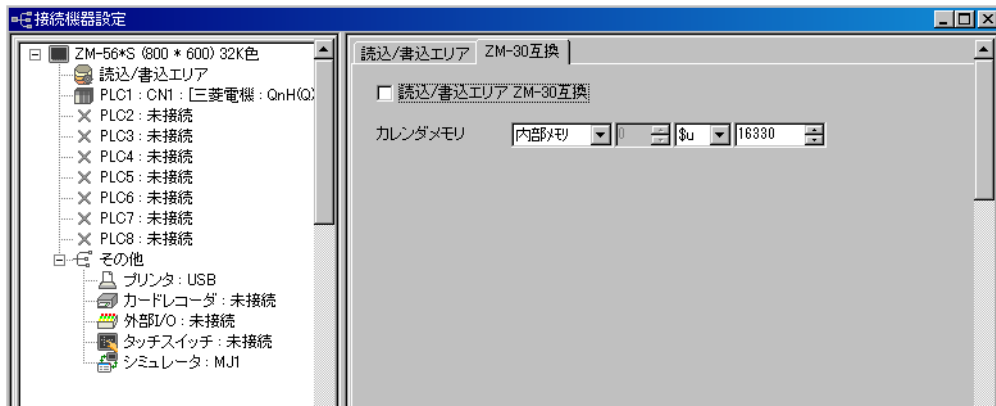 接続機器設定
ZM-56*S (800 * 600) 32K色
読込/書込エリア
PLC1 : CN1 : [三菱電機 : QnH(Q)
PLC2 : 未接続
PLC3 : 未接続
PLC4 : 未接続
PLC5 : 未接続
PLC6 : 未接続
PLC7 : 未接続
PLC8 : 未接続
その他
プリンタ : USB
カードレコーダ : 未接続
外部I/O : 未接続
タッチスイッチ : 未接続
シミュレータ : MJ1
読込/書込エリア ZM-30互換
読込/書込エリア ZM-30互換
カレンダメモリ 内部メモリ 0 $u 16330